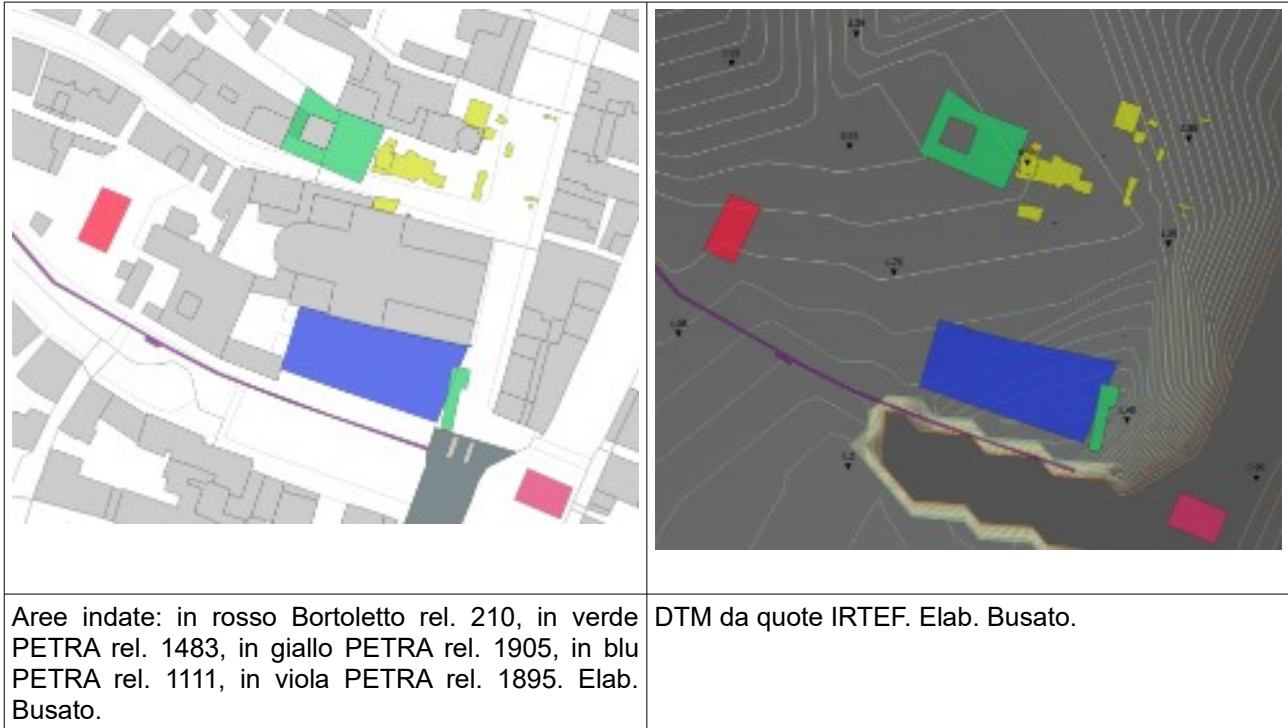 Aree indate: in rosso Bortoletto rel. 210, in verde
PETRA rel. 1483, in giallo PETRA rel. 1905, in blu
PETRA rel. 1111, in viola PETRA rel. 1895. Elab.
Busato.
DTM da quote IRTEF. Elab. Busato.